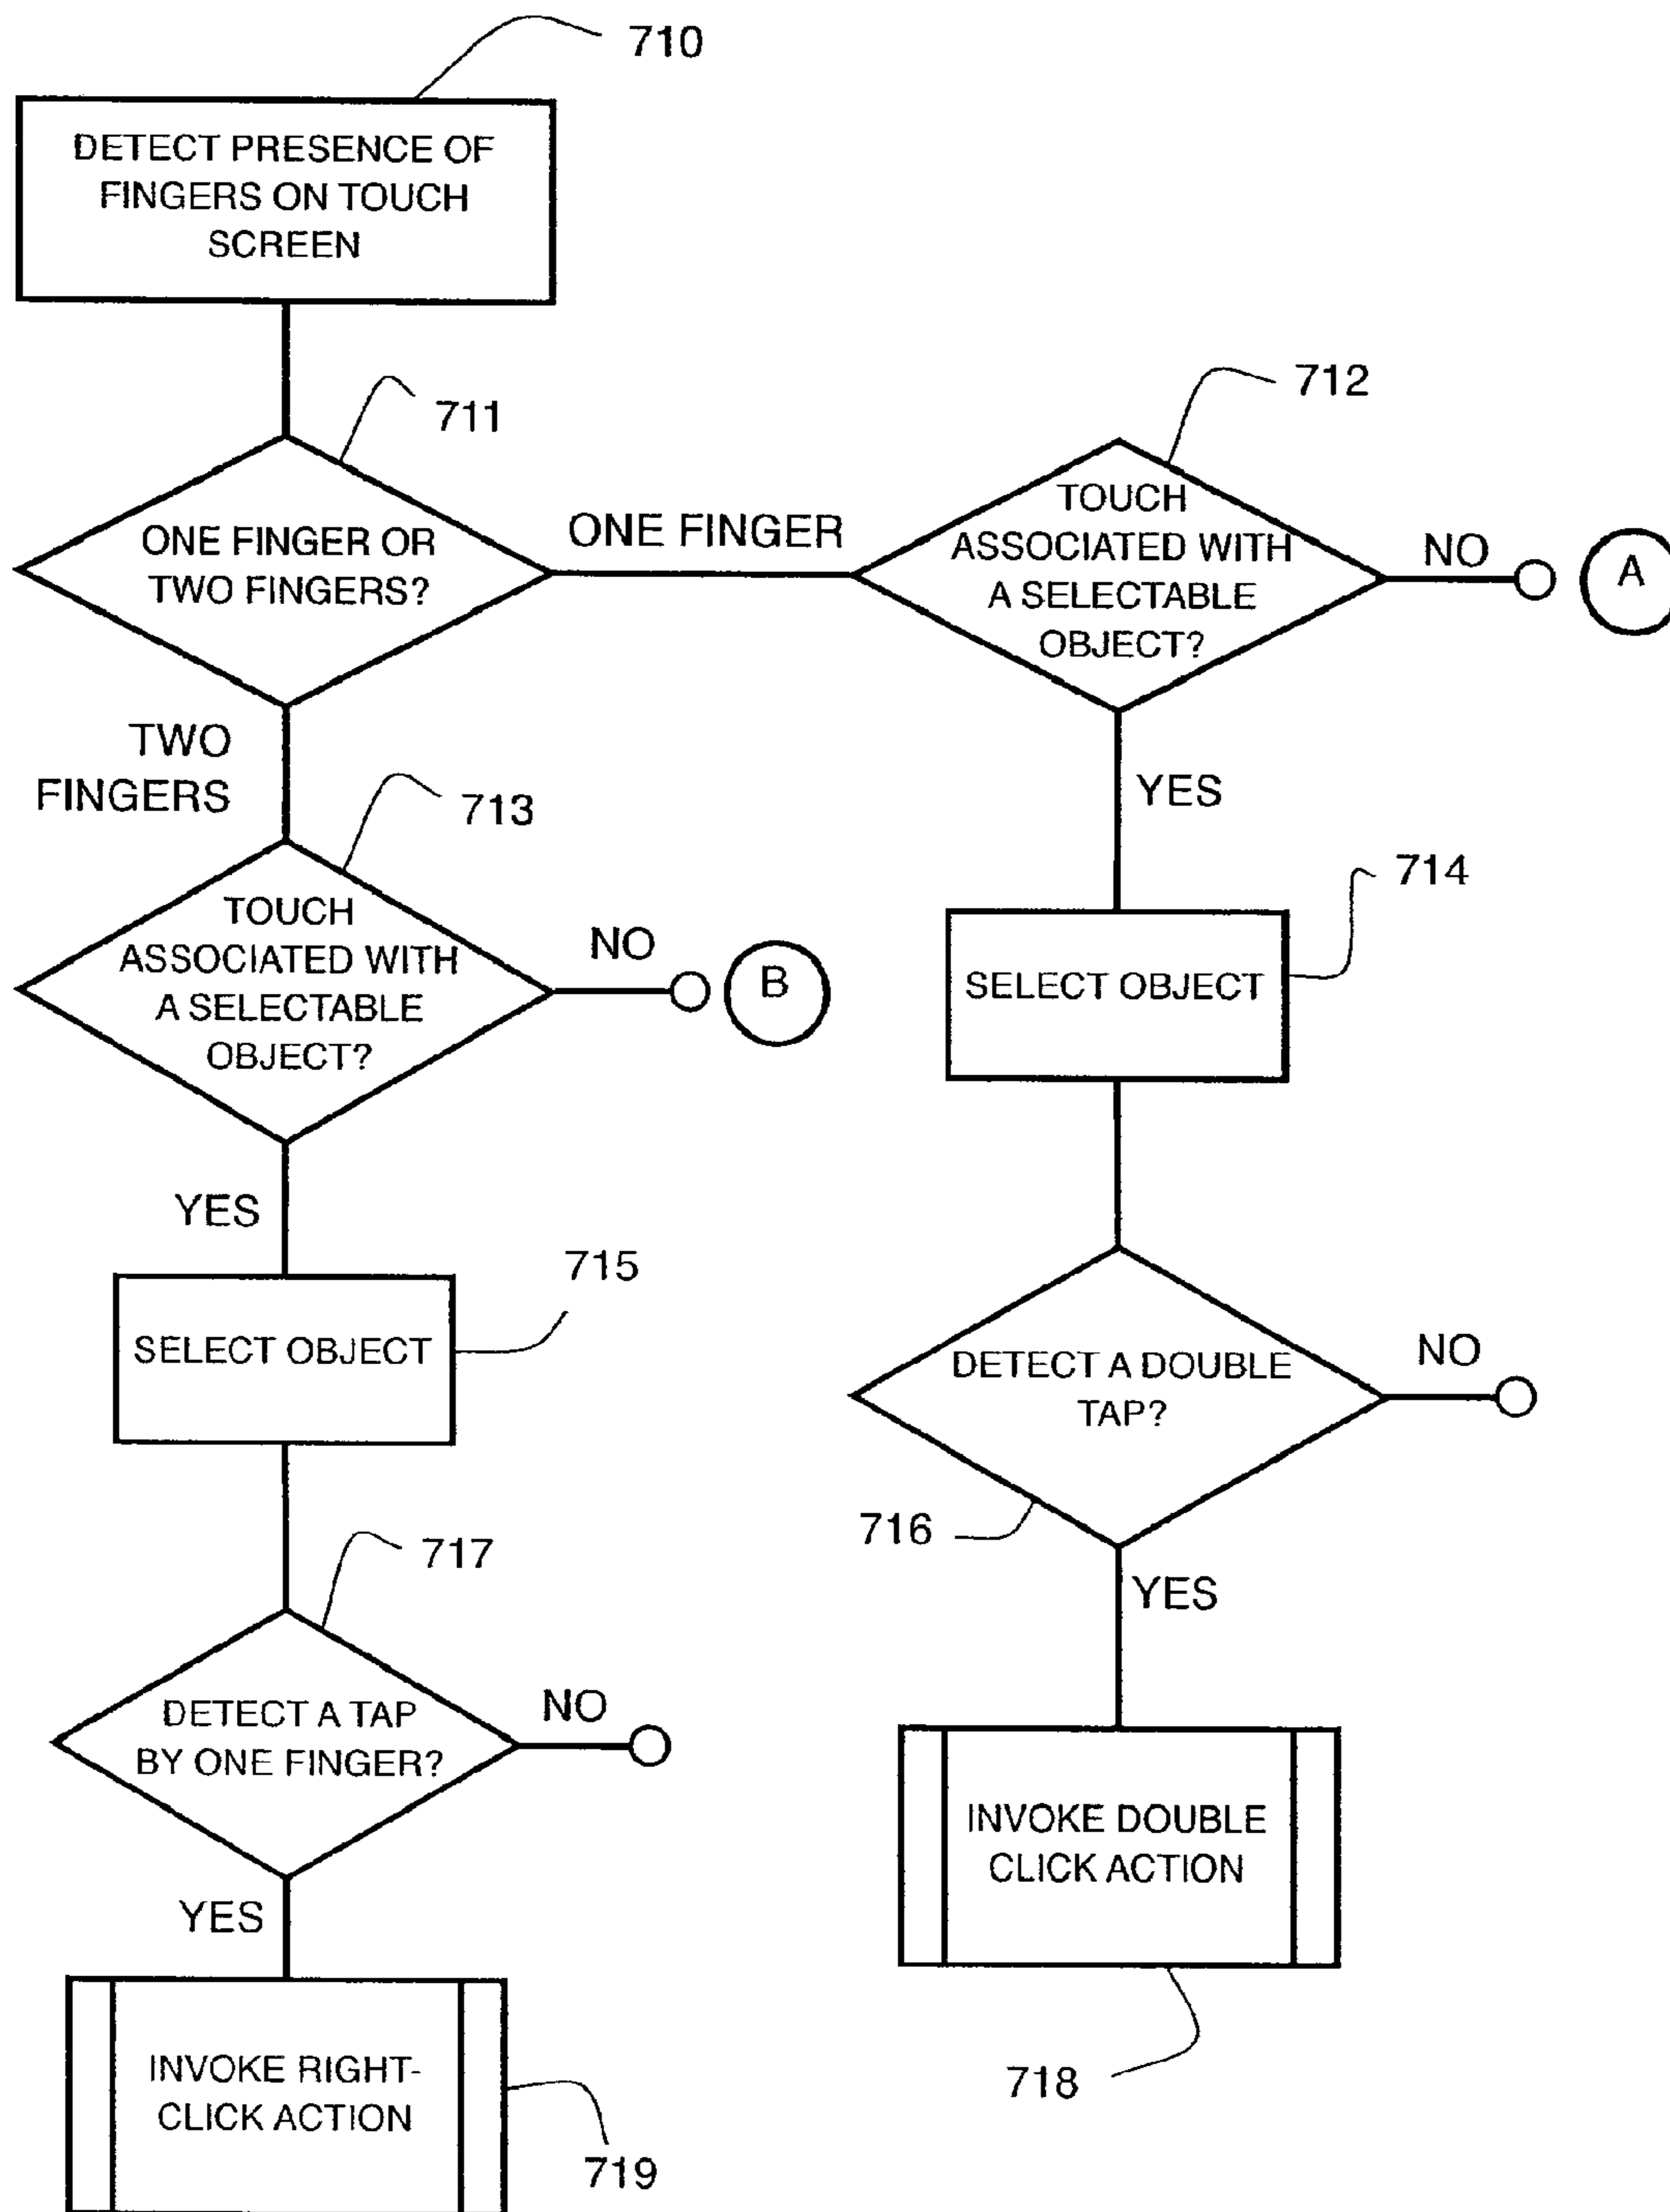 710
DETECT PRESENCE OF
FINGERS ON TOUCH
SCREEN
711
ONE FINGER OR
TWO FINGERS?
ONE FINGER
712
TOUCH
ASSOCIATED WITH
A SELECTABLE
OBJECT?
NO
A
TWO
FINGERS
YES
713
TOUCH
ASSOCIATED WITH
A SELECTABLE
OBJECT?
NO
B
714
SELECT OBJECT
YES
715
SELECT OBJECT
DETECT A DOUBLE
TAP?
NO
716
YES
717
DETECT A TAP
BY ONE FINGER?
NO
INVOKE DOUBLE
CLICK ACTION
718
YES
INVOKE RIGHT-
CLICK ACTION
719